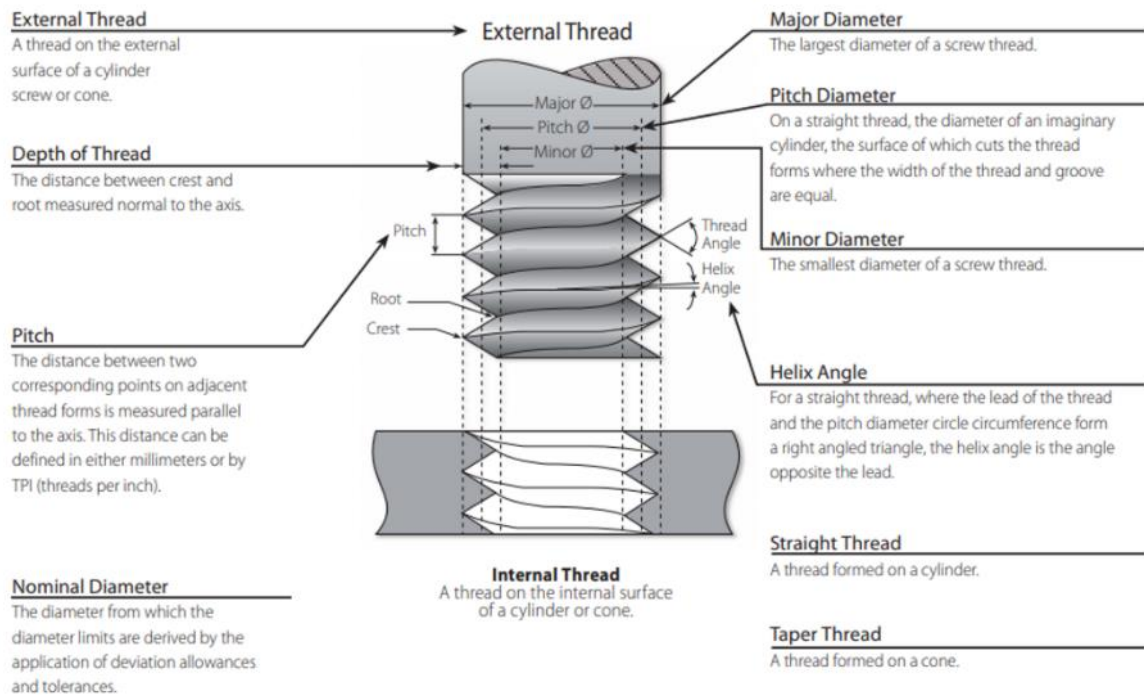 External Thread
A thread on the external
surface of a cylinder
screw or cone.
Depth of Thread
The distance between crest and
root measured normal to the axis.
Pitch
The distance between two
corresponding points on adjacent
thread forms is measured parallel
to the axis. This distance can be
defined in either millimeters or by
TPI (threads per inch).
Nominal Diameter
The diameter from which the
diameter limits are derived by the
application of deviation allowances
and tolerances.
External Thread
Major Ø
Pitch Ø
Minor Ø
Pitch
Thread
Angle
Helix
Angle
Root
Crest
Internal Thread
A thread on the internal surface
of a cylinder or cone.
Major Diameter
The largest diameter of a screw thread.
Pitch Diameter
On a straight thread, the diameter of an imaginary
cylinder, the surface of which cuts the thread
forms where the width of the thread and groove
are equal.
Minor Diameter
The smallest diameter of a screw thread.
Helix Angle
For a straight thread, where the lead of the thread
and the pitch diameter circle circumference form
a right angled triangle, the helix angle is the angle
opposite the lead.
Straight Thread
A thread formed on a cylinder.
Taper Thread
A thread formed on a cone.